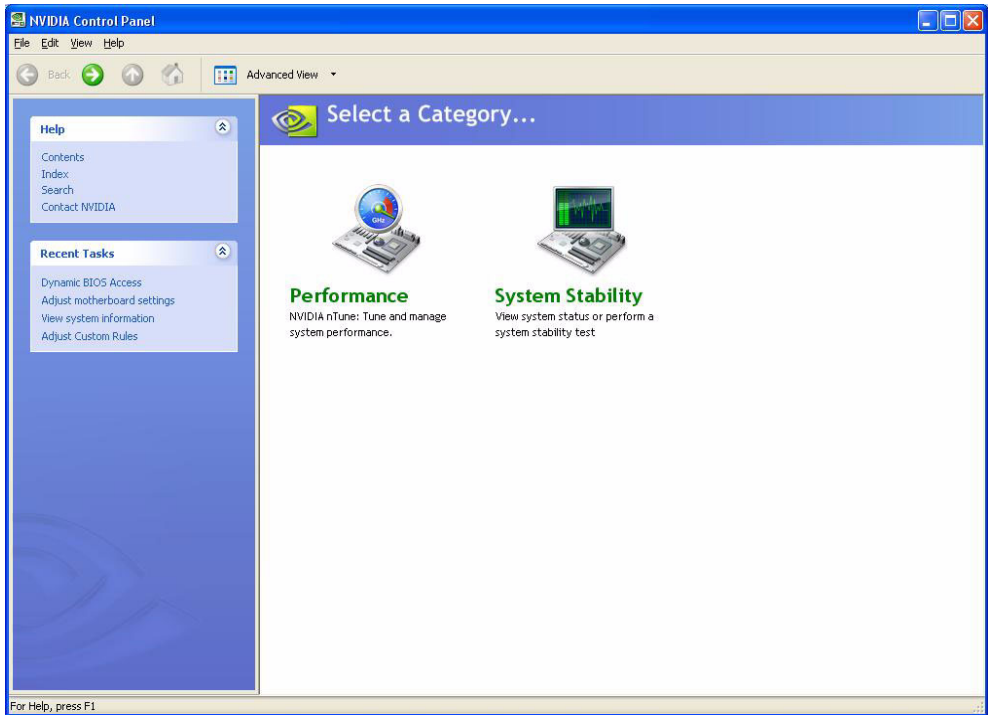 NVIDIA Control Panel
File Edit View Help
Back Advanced View
Help
Contents
Index
Search
Contact NVIDIA
Recent Tasks
Dynamic BIOS Access
Adjust motherboard settings
View system information
Adjust Custom Rules
Select a Category...
GHz
Performance
NVIDIA nTune: Tune and manage
system performance.
System Stability
View system status or perform a
system stability test
For Help, press F1